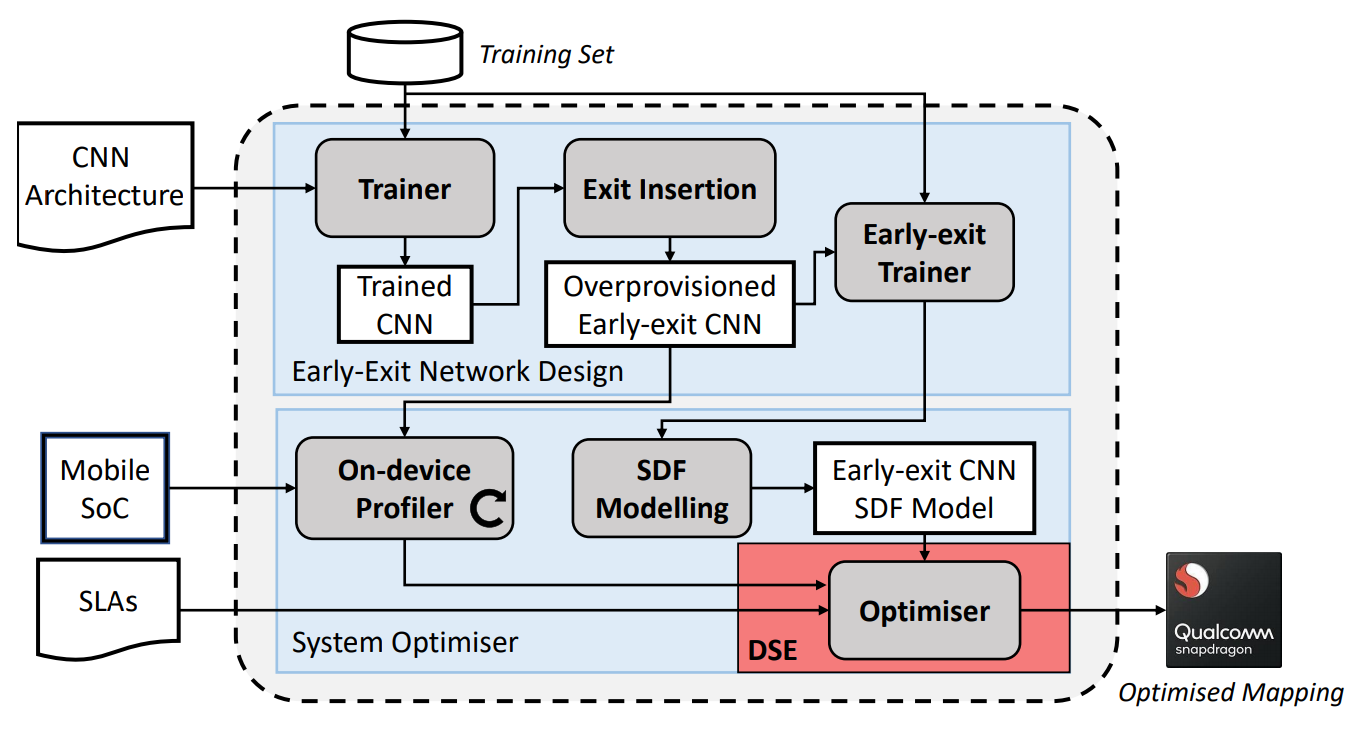 Training Set
CNN
Architecture
Trainer
Exit Insertion
Early-exit
Trainer
Trained
CNN
Overprovisioned
Early-exit CNN
Early-Exit Network Design
Mobile
SoC
On-device
Profiler
SDF
Modelling
Early-exit CNN
SDF Model
SLAs
Optimiser
System Optimiser
DSE
Qualcomm
snapdragon
Optimised Mapping